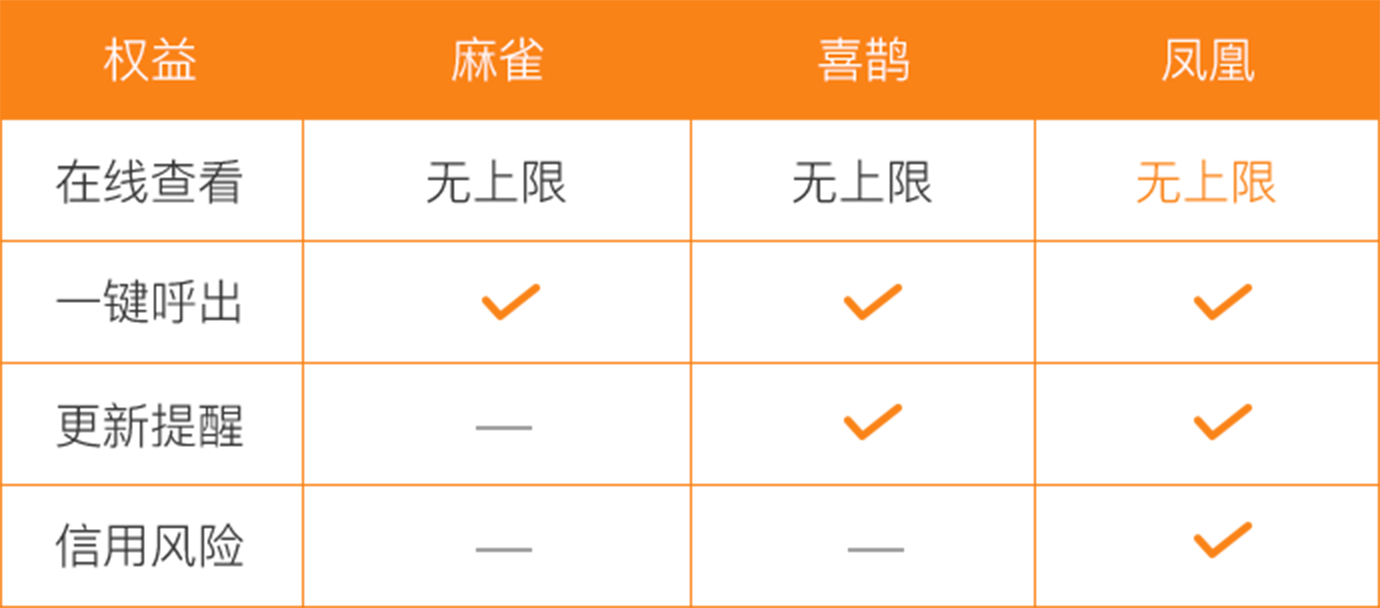 权益 麻雀 喜鹊 凤凰
在线查看 无上限 无上限 无上限
一键呼出
更新提醒 —
信用风险 — —